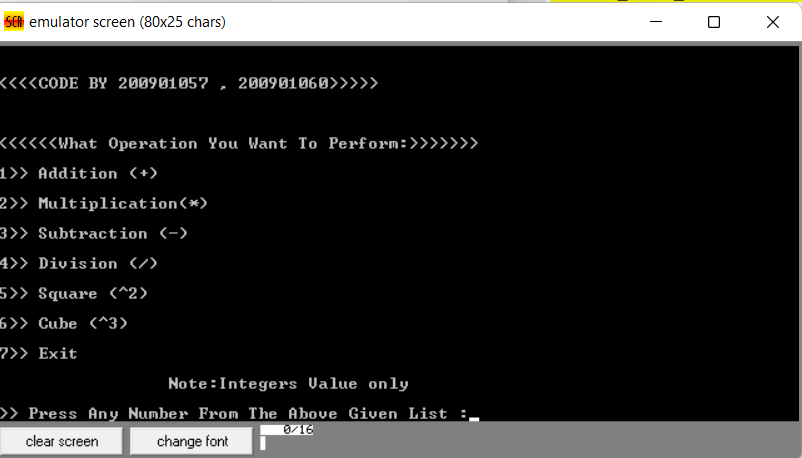 emulator screen (80x25 chars)
<<<<CODE BY 200901057 , 200901060>>>>>
<<<<<<What Operation You Want To Perform:>>>>>>>
1>> Addition (+)
2>> Multiplication(*)
3>> Subtraction (-)
4>> Division (/)
5>> Square (^2)
6>> Cube (^3)
7>> Exit
Note:Integers Value only
>> Press Any Number From The Above Given List :
clear screen change font 0/16